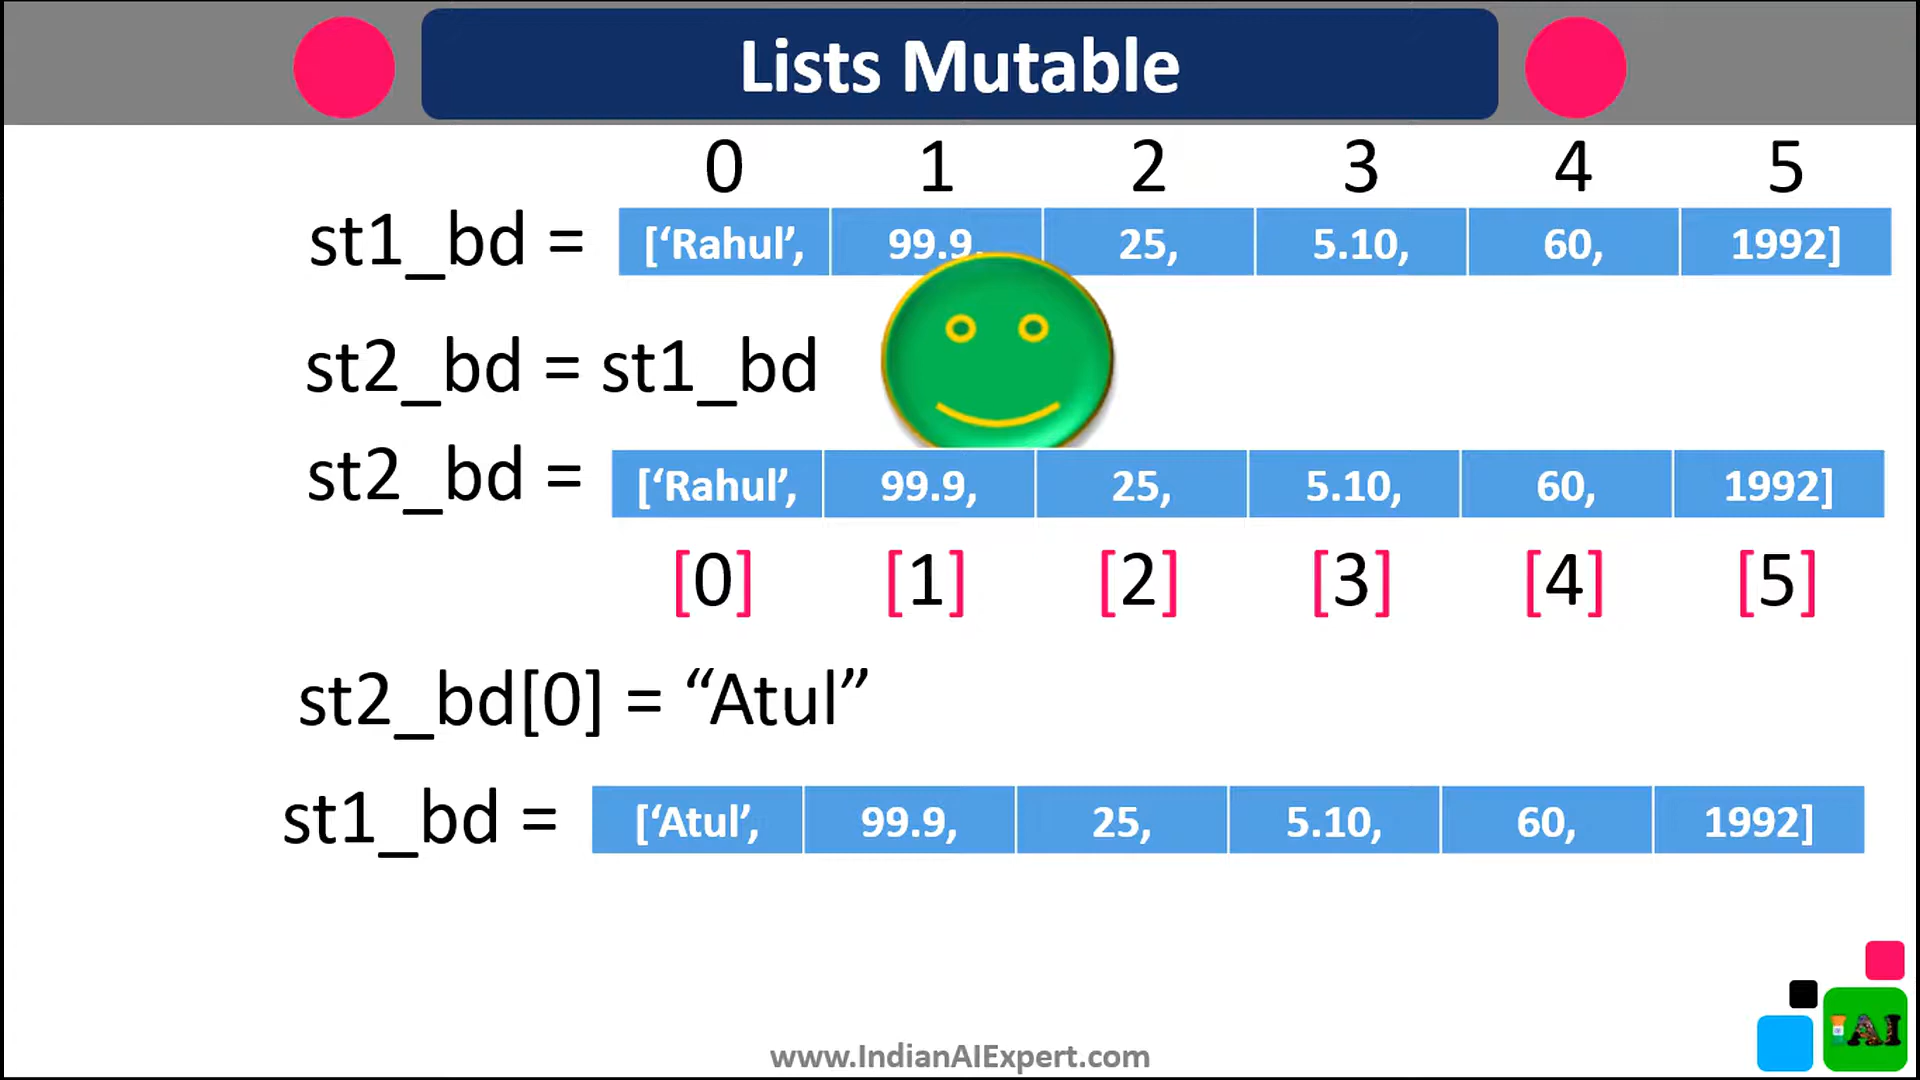 Lists Mutable
0 1 2 3 4 5
st1_bd = [‘Rahul’, 99.9, 25, 5.10, 60, 1992]
st2_bd = st1_bd
st2_bd = [‘Rahul’, 99.9, 25, 5.10, 60, 1992]
[0] [1] [2] [3] [4] [5]
st2_bd[0] = “Atul”
st1_bd = [‘Atul’, 99.9, 25, 5.10, 60, 1992]
IAI
www.IndianAIExpert.com